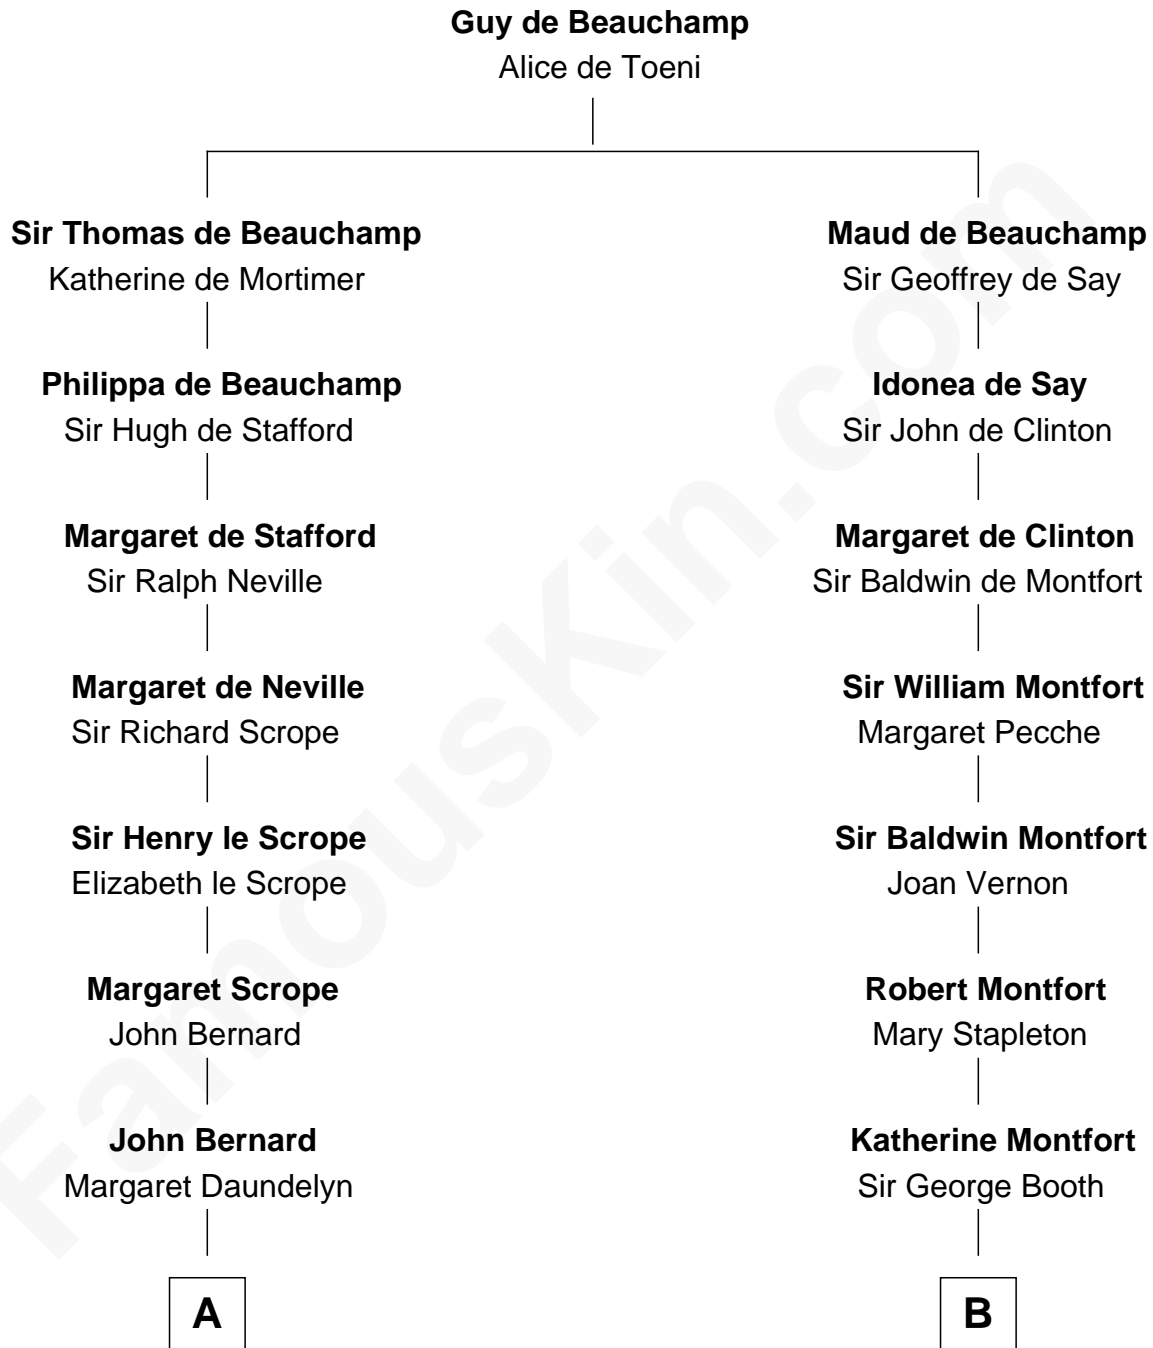 Guy de Beauchamp
Alice de Toeni
Sir Thomas de Beauchamp
Katherine de Mortimer
Maud de Beauchamp
Sir Geoffrey de Say
Philippa de Beauchamp
Sir Hugh de Stafford
Idonea de Say
Sir John de Clinton
Margaret de Stafford
Sir Ralph Neville
Margaret de Clinton
Sir Baldwin de Montfort
Margaret de Neville
Sir Richard Scrope
Sir William Montfort
Margaret Pecche
Sir Henry le Scrope
Elizabeth le Scrope
Sir Baldwin Montfort
Joan Vernon
Margaret Scrope
John Bernard
Robert Montfort
Mary Stapleton
John Bernard
Margaret Daundelyn
Katherine Montfort
Sir George Booth
A
B
FamousKin.com